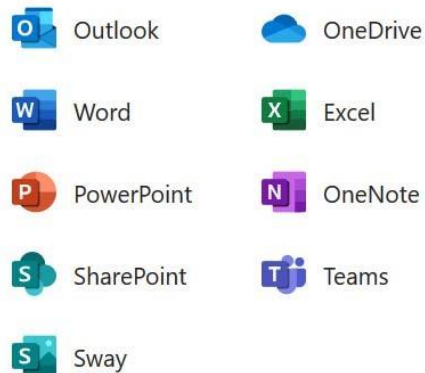 O Outlook
OneDrive
W Word
X Excel
P PowerPoint
N OneNote
S SharePoint
T Teams
S Sway